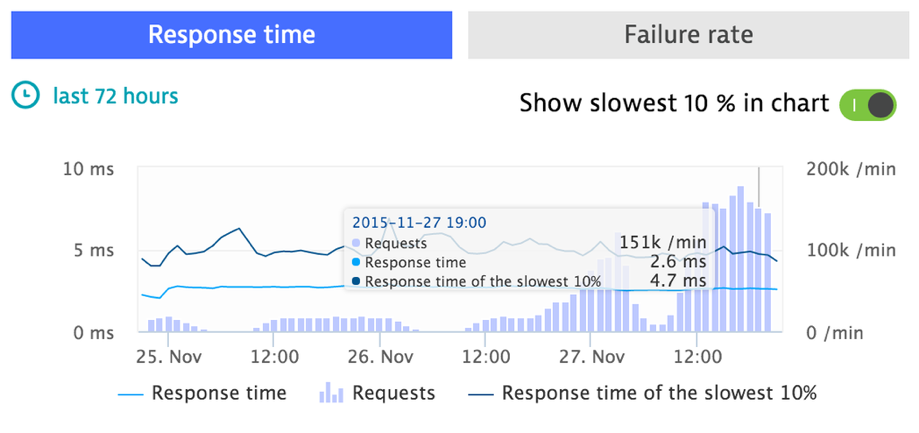 Response time Failure rate
last 72 hours
Show slowest 10 % in chart
10 ms 200k /min
2015-11-27 19:00
Requests 151k /min
5 ms 100k /min
Response time 2.6 ms
Response time of the slowest 10% 4.7 ms
0 ms 0 /min
25. Nov 12:00 26. Nov 12:00 27. Nov 12:00
Response time Requests Response time of the slowest 10%